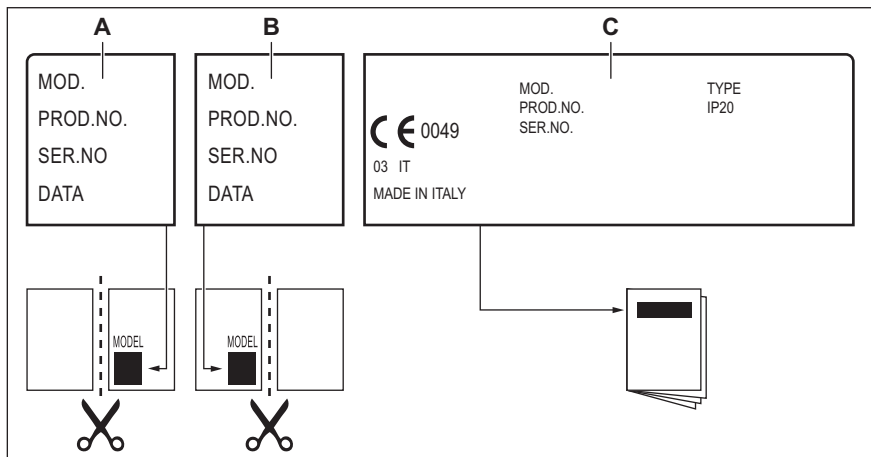 A
B
C
MOD.
PROD.NO.
SER.NO
DATA
MOD.
PROD.NO.
SER.NO
DATA
CE 0049
03 IT
MADE IN ITALY
MOD.
PROD.NO.
SER.NO.
TYPE
IP20
MODEL
MODEL